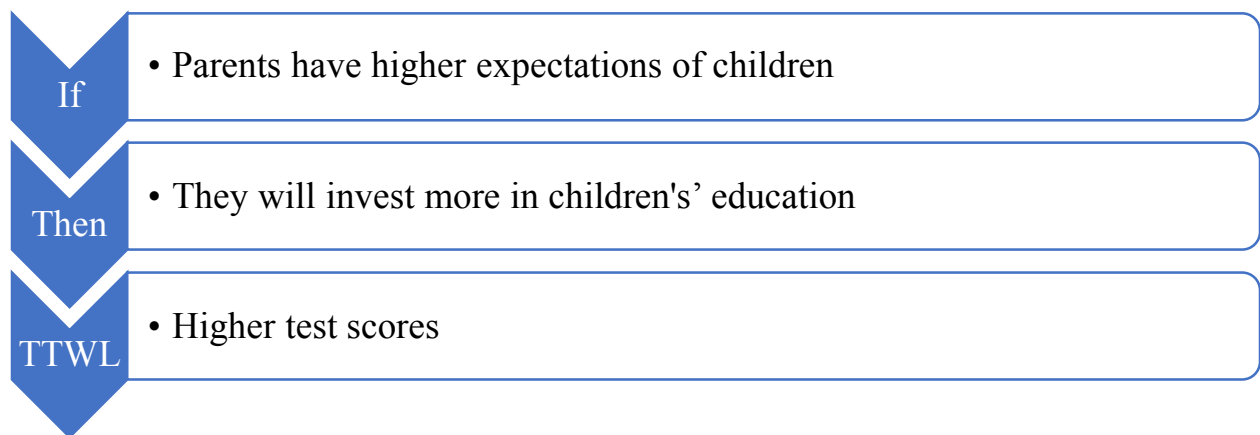 If
• Parents have higher expectations of children
Then
• They will invest more in children's’ education
TTWL
• Higher test scores